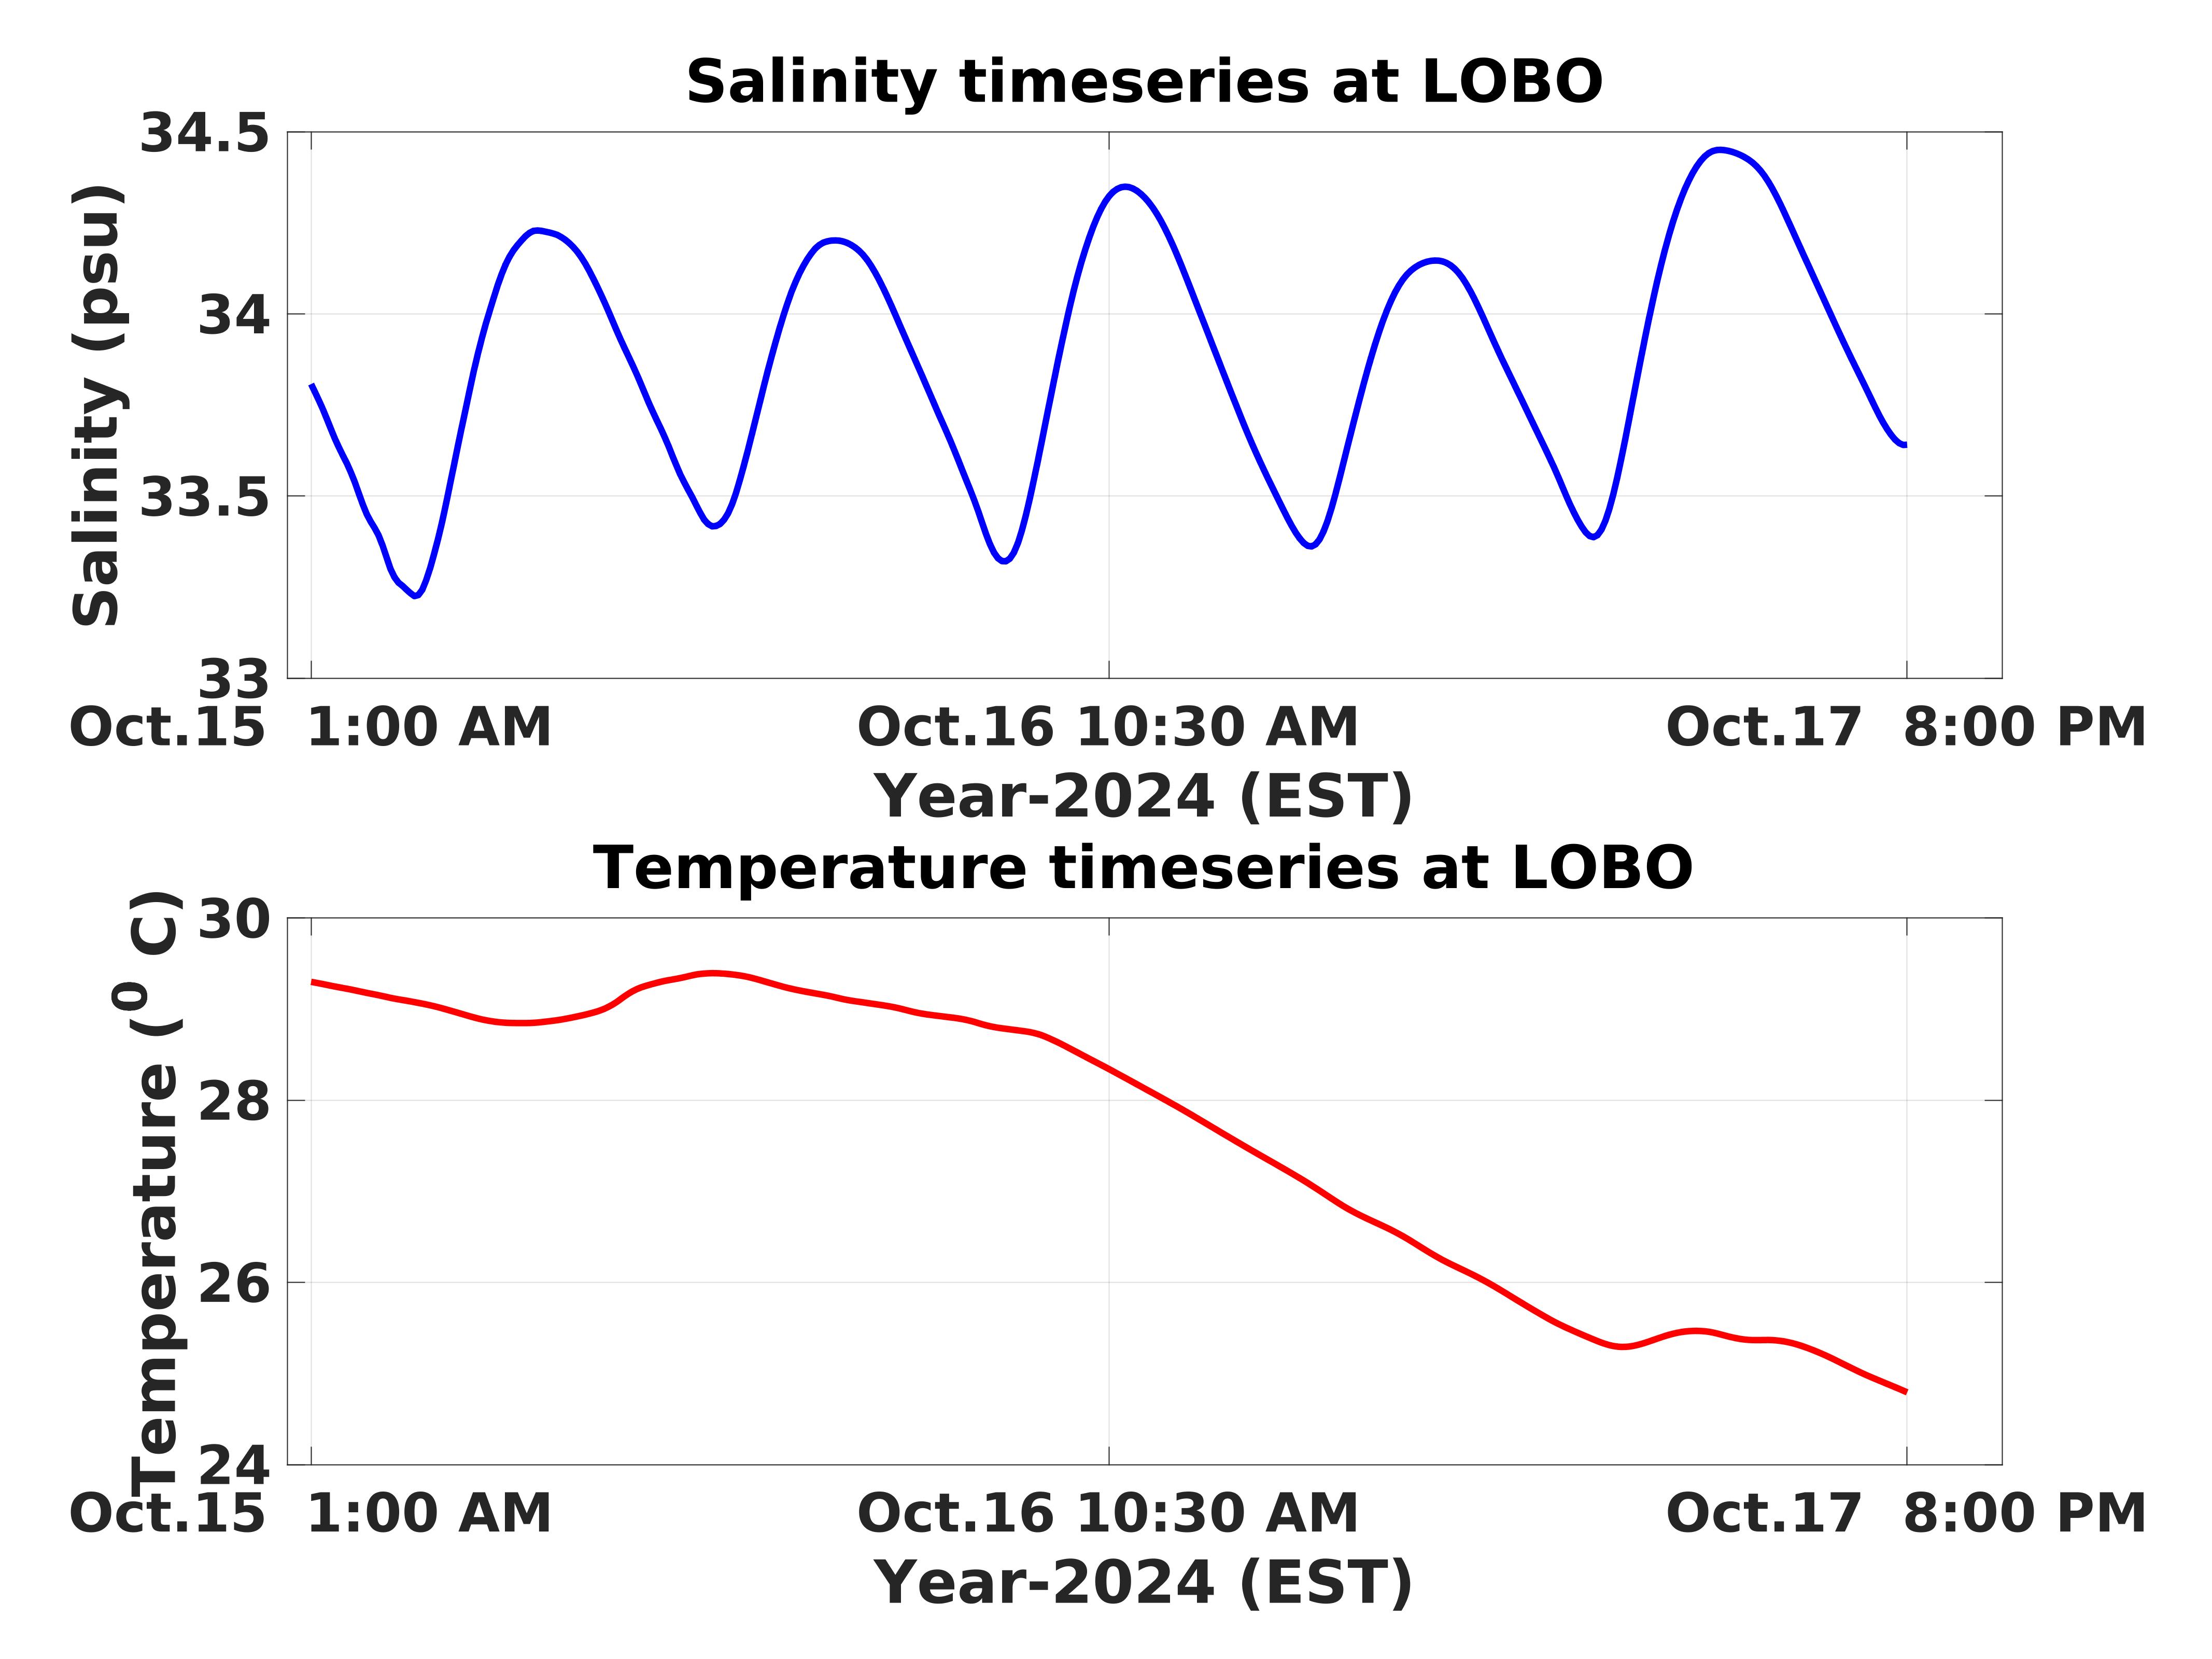 Salinity timeseries at LOBO
Salinity (psu)
34.5
34
33.5
33
Oct.15  1:00 AM
Oct.16 10:30 AM
Oct.17  8:00 PM
Year-2024 (EST)
Temperature timeseries at LOBO
Temperature (⁰ C)
30
28
26
24
Oct.15  1:00 AM
Oct.16 10:30 AM
Oct.17  8:00 PM
Year-2024 (EST)